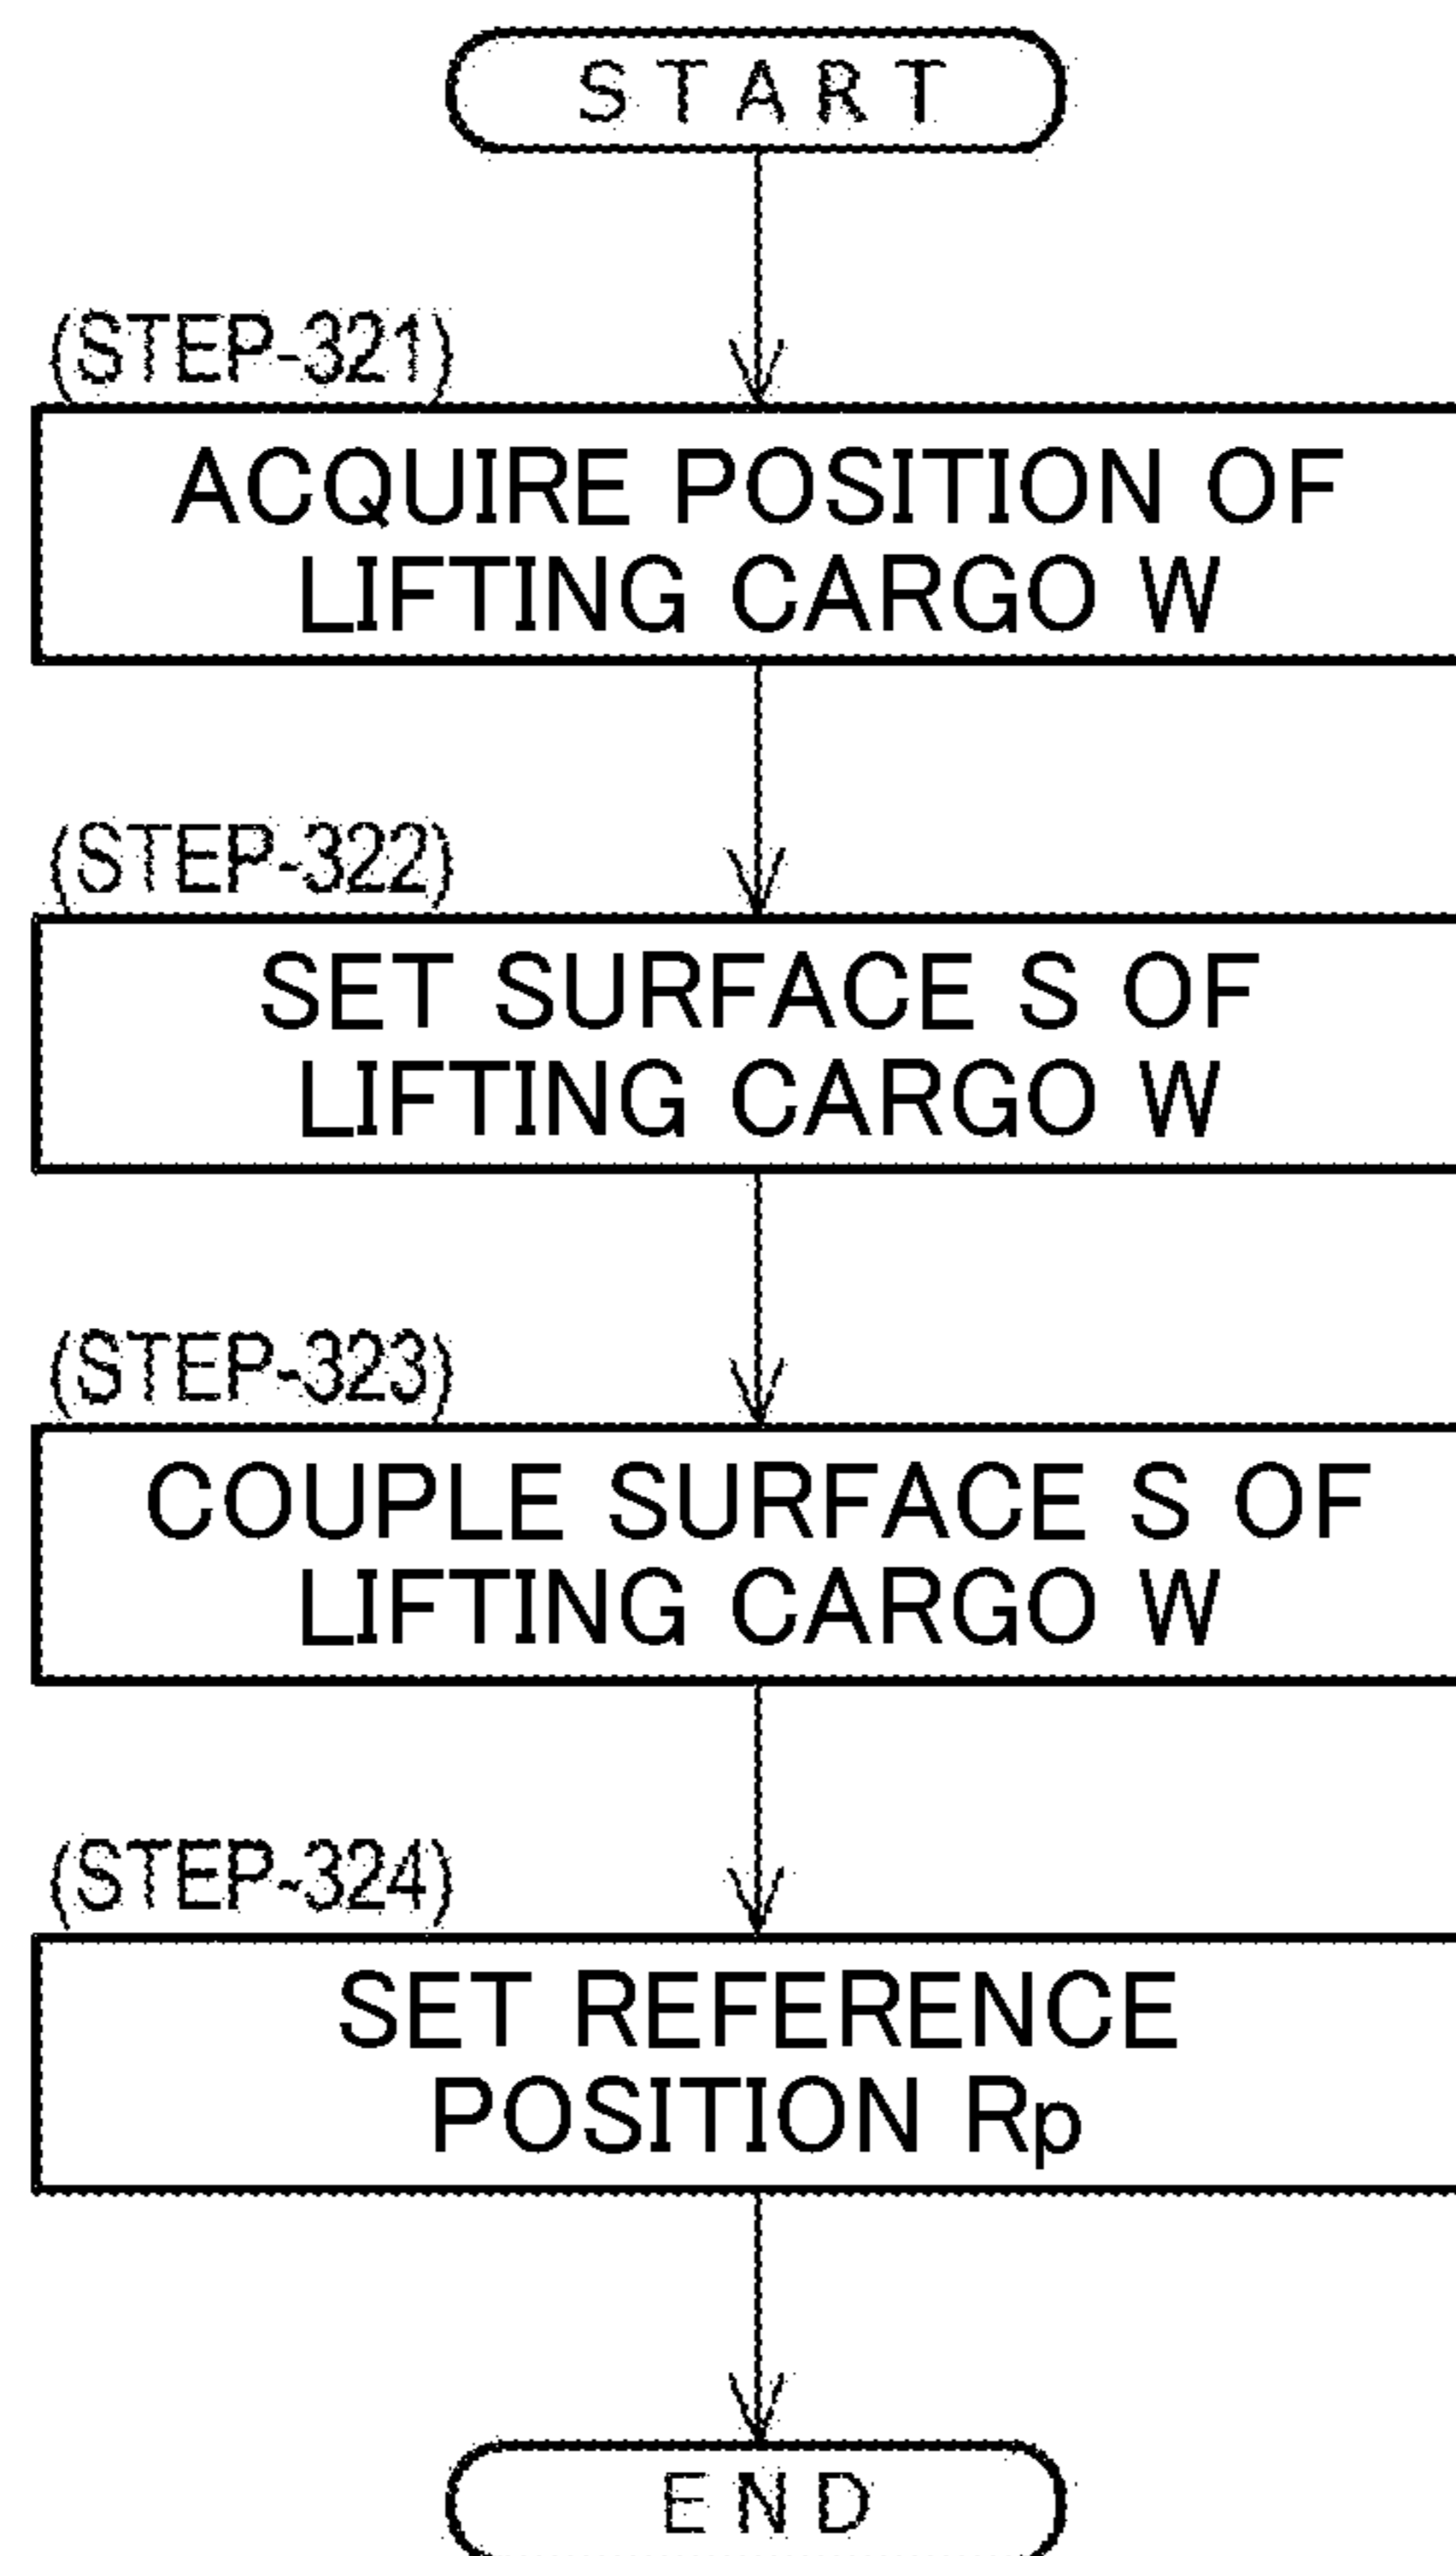 START
(STEP-321)
ACQUIRE POSITION OF
LIFTING CARGO W
(STEP-322)
SET SURFACE S OF
LIFTING CARGO W
(STEP-323)
COUPLE SURFACE S OF
LIFTING CARGO W
(STEP-324)
SET REFERENCE
POSITION Rp
END